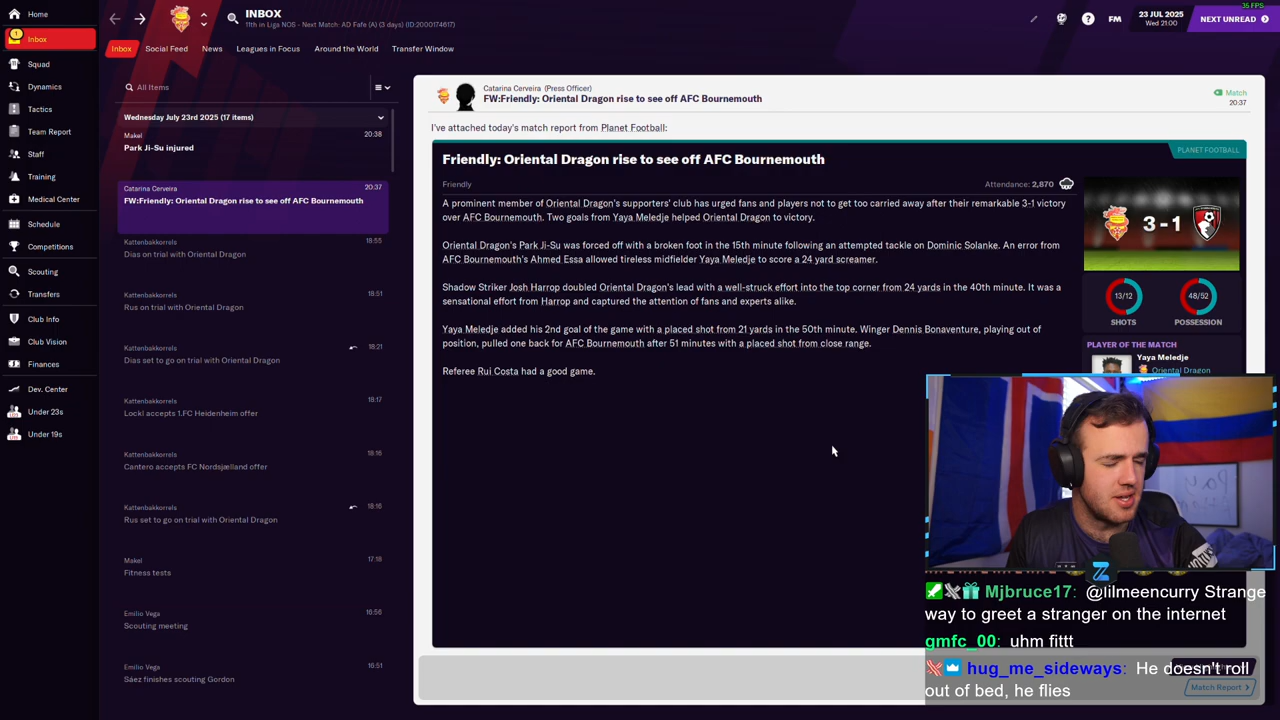 35 FPS
Home
INBOX
11th in Liga NOS - Next Match: AD Fafe (A) (3 days) (ID:2000174617)
FM
23 JUL 2025
Wed 21:00
NEXT UNREAD
1
Inbox
Squad
Dynamics
Tactics
Team Report
Staff
Training
Medical Center
Schedule
Competitions
Scouting
Transfers
Club Info
Club Vision
Finances
Dev. Center
Under 23s
Under 19s
Inbox
Social Feed
News
Leagues in Focus
Around the World
Transfer Window
All Items
Wednesday July 23rd 2025 (17 items)
Makel
20:38
Park Ji-Su injured
Catarina Cerveira
20:37
FW:Friendly: Oriental Dragon rise to see off AFC Bournemouth
Kattenbakkorrels
18:55
Dias on trial with Oriental Dragon
Kattenbakkorrels
18:51
Rus on trial with Oriental Dragon
Kattenbakkorrels
18:21
Dias set to go on trial with Oriental Dragon
Kattenbakkorrels
18:17
Lockl accepts 1.FC Heidenheim offer
Kattenbakkorrels
18:16
Cantero accepts FC Nordsjælland offer
Kattenbakkorrels
18:16
Rus set to go on trial with Oriental Dragon
Makel
17:18
Fitness tests
Emilio Vega
16:56
Scouting meeting
Emilio Vega
16:51
Sáez finishes scouting Gordon
Catarina Cerveira (Press Officer)
FW:Friendly: Oriental Dragon rise to see off AFC Bournemouth
Match
20:37
I've attached today's match report from Planet Football:
PLANET FOOTBALL
Friendly: Oriental Dragon rise to see off AFC Bournemouth
Friendly
Attendance: 2,870
A prominent member of Oriental Dragon's supporters' club has urged fans and players not to get too carried away after their remarkable 3-1 victory
over AFC Bournemouth. Two goals from Yaya Meledje helped Oriental Dragon to victory.
Oriental Dragon's Park Ji-Su was forced off with a broken foot in the 15th minute following an attempted tackle on Dominic Solanke. An error from
AFC Bournemouth's Ahmed Essa allowed tireless midfielder Yaya Meledje to score a 24 yard screamer.
Shadow Striker Josh Harrop doubled Oriental Dragon's lead with a well-struck effort into the top corner from 24 yards in the 40th minute. It was a
sensational effort from Harrop and captured the attention of fans and experts alike.
Yaya Meledje added his 2nd goal of the game with a placed shot from 21 yards in the 50th minute. Winger Dennis Bonaventure, playing out of
position, pulled one back for AFC Bournemouth after 51 minutes with a placed shot from close range.
Referee Rui Costa had a good game.
3 - 1
13/12
SHOTS
48/52
POSSESSION
PLAYER OF THE MATCH
Yaya Meledje
Oriental Dragon
Mjbruce17: @iilmeencurry Strange
way to greet a stranger on the internet
gmfc_00: uhm fittt
hug_me_sideways: He doesn't roll
out of bed, he flies
Match Report